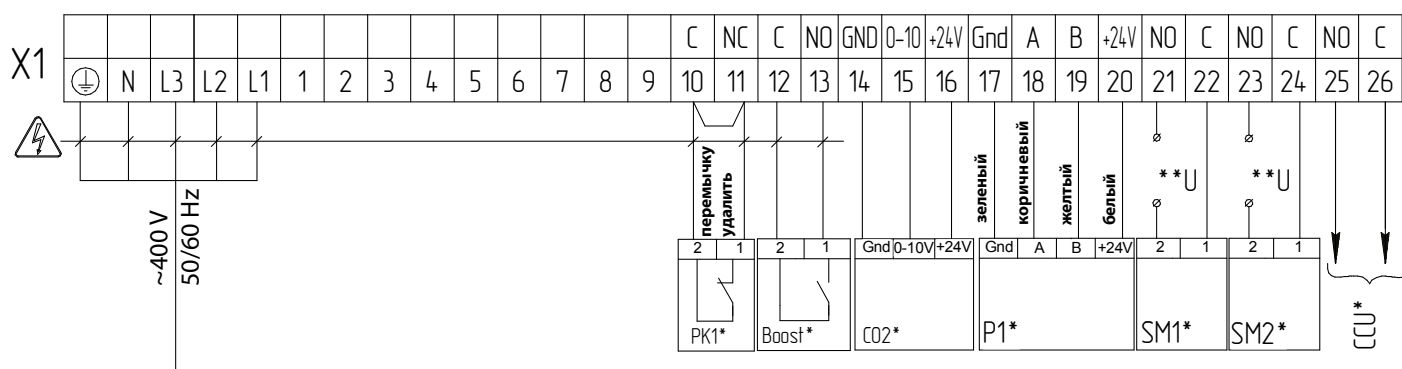 C NC C NO GND 0-10 +24V Gnd A B +24V NO C NO C NO C
X1
N L3 L2 L1 1 2 3 4 5 6 7 8 9 10 11 12 13 14 15 16 17 18 19 20 21 22 23 24 25 26
~400 V
50/60 Hz
перемычку
удалить
зеленый
коричневый
желтый
белый
**U
**U
2 1
2 1
Gnd 0-10V +24V
Gnd A B +24V
2 1
2 1
PK1*
Boost*
CO2*
P1*
SM1*
SM2*
CCU*